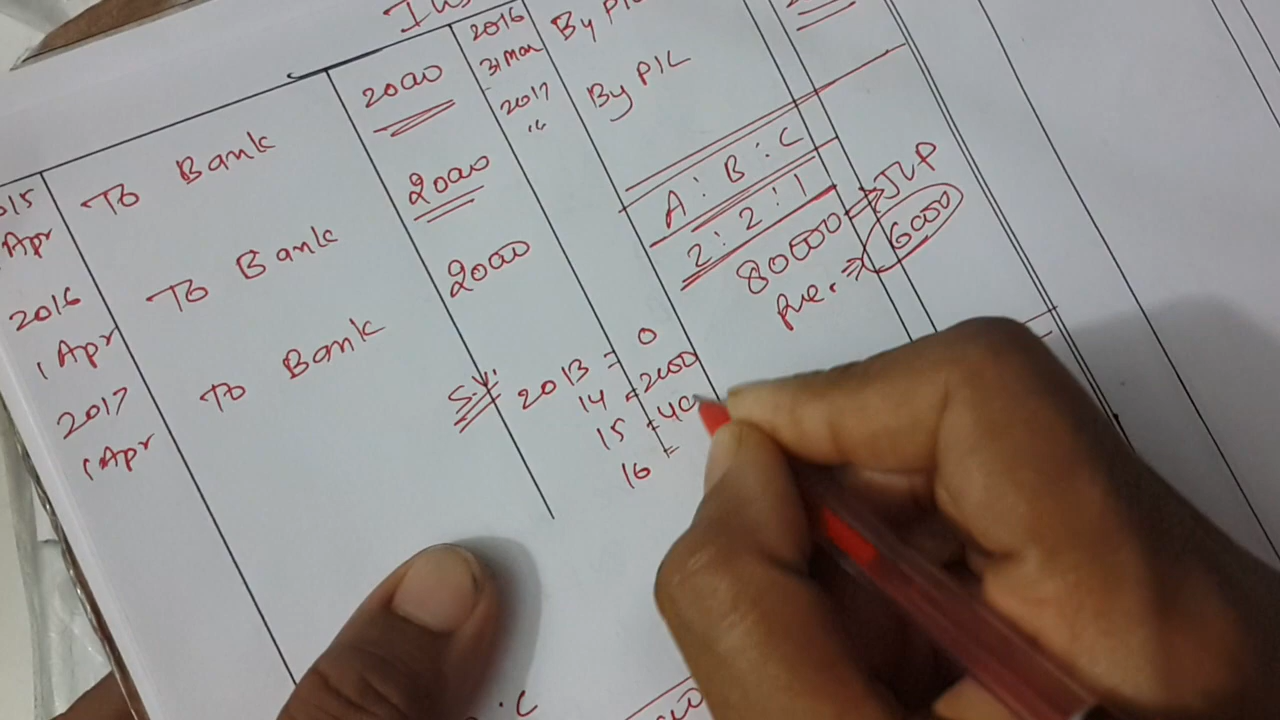 2015
Apr
To Bank
2000
2016
31 Mar
By P/L
2016
1 Apr
To Bank
2000
2017
"
By P/L
2017
1 Apr
To Bank
2000
A : B : C
2 : 2 : 1
80000 ⇒ JLP
Pre. ⇒ 6000
S.V:
2013 = 0
14 = 2000
15 = 40
16 =